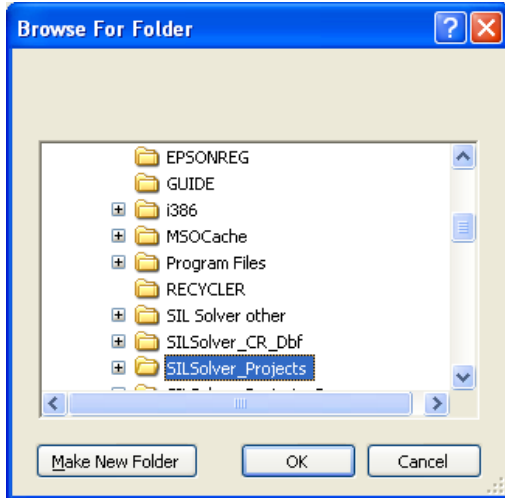 Browse For Folder
EPSONREG
GUIDE
i386
MSOCache
Program Files
RECYCLER
SIL Solver other
SILSolver_CR_Dbf
SILSolver_Projects
Make New Folder
OK
Cancel